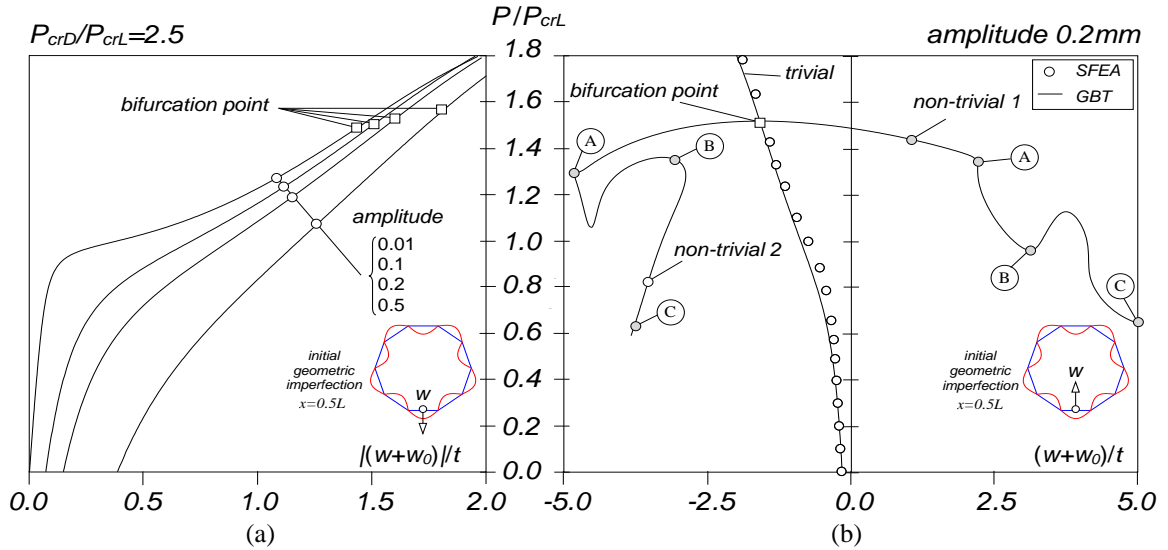 P_crD/P_crL=2.5
P/P_crL
amplitude 0.2mm
1.8
1.6
1.4
1.2
1.0
0.8
0.6
0.4
0.2
0.0
bifurcation point
amplitude
0.01
0.1
0.2
0.5
initial
geometric
imperfection
x=0.5L
w
|(w+w₀)|/t
0.0
0.5
1.0
1.5
2.0
(a)
trivial
bifurcation point
non-trivial 1
SFEA
GBT
A
B
A
non-trivial 2
B
C
C
initial
geometric
imperfection
x=0.5L
w
(w+w₀)/t
-5.0
-2.5
0.0
2.5
5.0
(b)